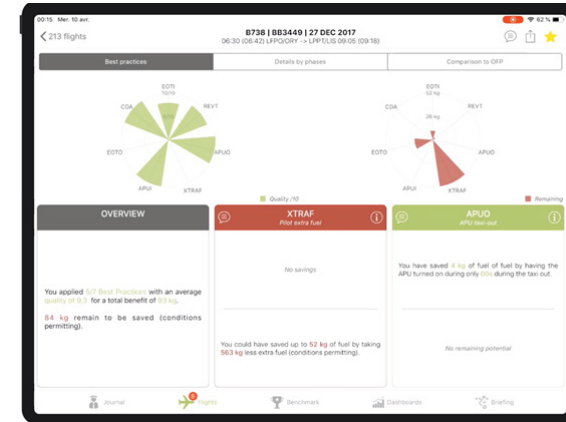 00:15 Mer. 10 avr.
62 %
213 flights
B738 | BB3449 | 27 DEC 2017
06:30 (06:42) LFPO/ORY -> LPPT/LIS 09:05 (09:18)
Best practices
Details by phases
Comparison to OFP
EOTI
10/10
CDA
REVT
EOTO
APUO
APUI
XTRAF
Quality /10
EOTI
52 kg
CDA
REVT
26 kg
EOTO
APUO
APUI
XTRAF
Remaining
OVERVIEW
You applied 5/7 Best Practices with an average
quality of 9,3 for a total benefit of 99 kg.
84 kg remain to be saved (conditions
permitting).
XTRAF
Pilot extra fuel
No savings
You could have saved up to 52 kg of fuel by taking
563 kg less extra fuel (conditions permitting).
APUO
APU taxi-out
You have saved 4 kg of fuel of fuel by having the
APU turned on during only 00s during the taxi out.
No remaining potential
Journal
Flights
Benchmark
Dashboards
Briefing